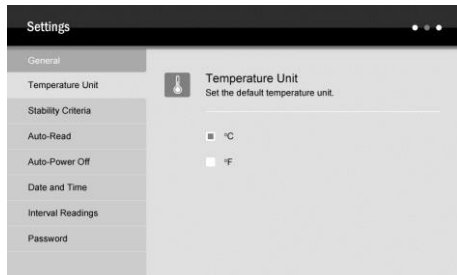 Settings
General
Temperature Unit
Stability Criteria
Auto-Read
Auto-Power Off
Date and Time
Interval Readings
Password
Temperature Unit
Set the default temperature unit.
°C
°F